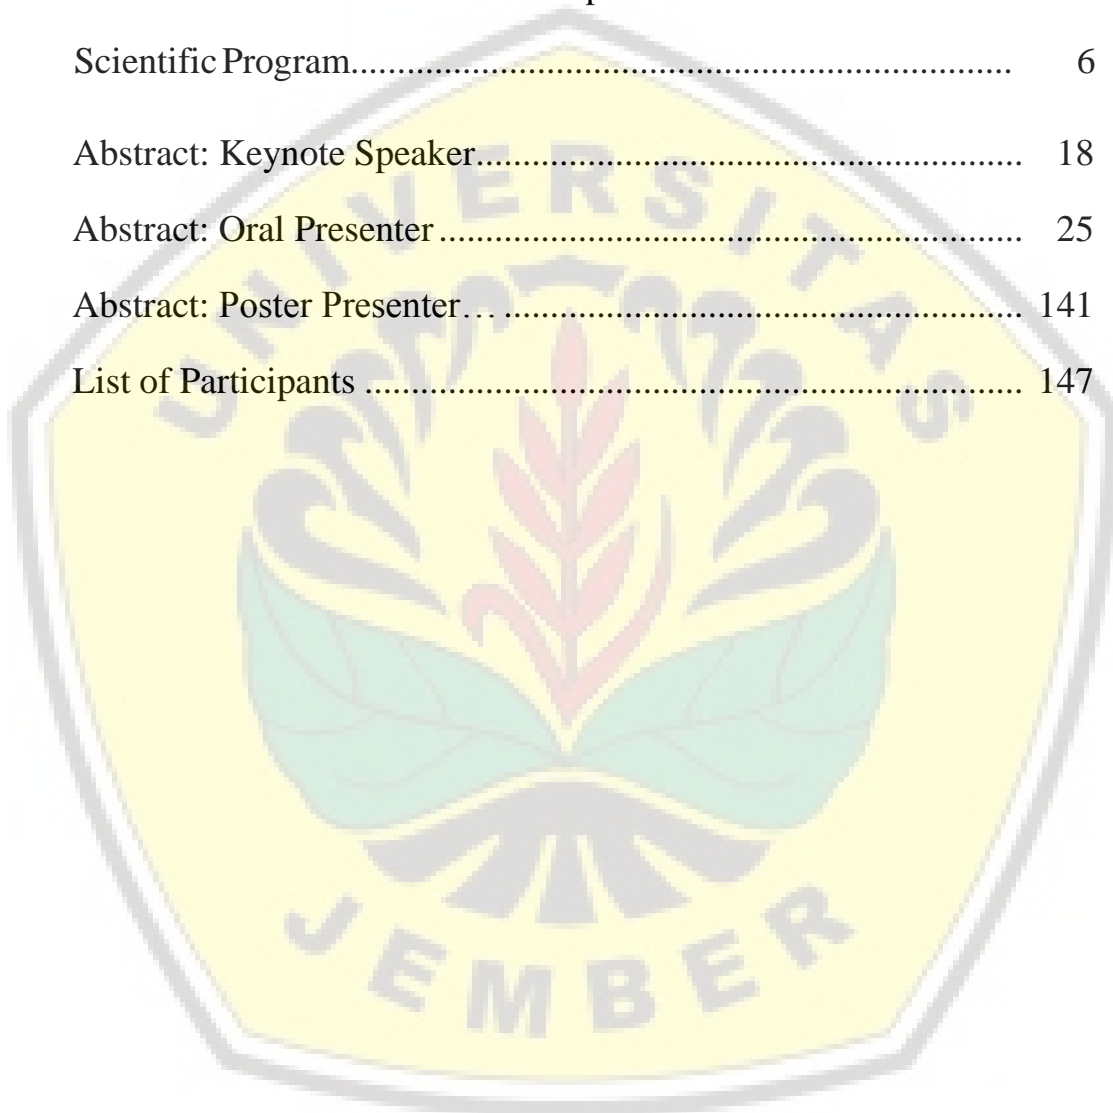 Scientific Program............................................................. 6
Abstract: Keynote Speaker.................................................. 18
Abstract: Oral Presenter ..................................................... 25
Abstract: Poster Presenter… ............................................... 141
List of Participants ............................................................ 147
UNIVERSITAS
JEMBER